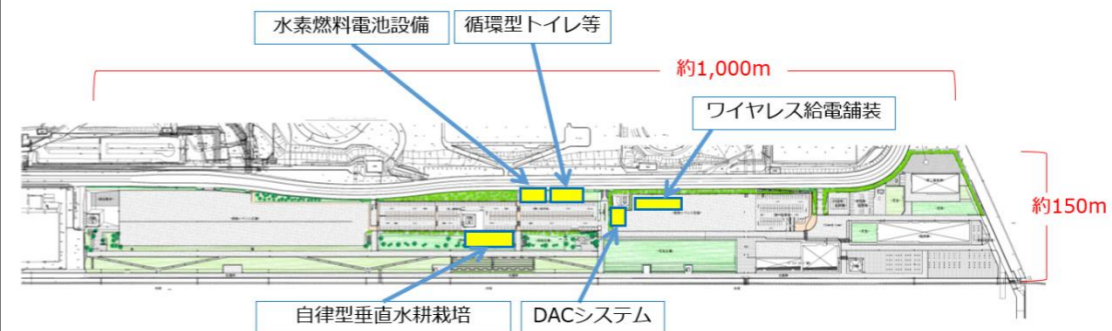 水素燃料電池設備
循環型トイレ等
約1,000m
ワイヤレス給電舗装
約150m
自律型垂直水耕栽培
DACシステム